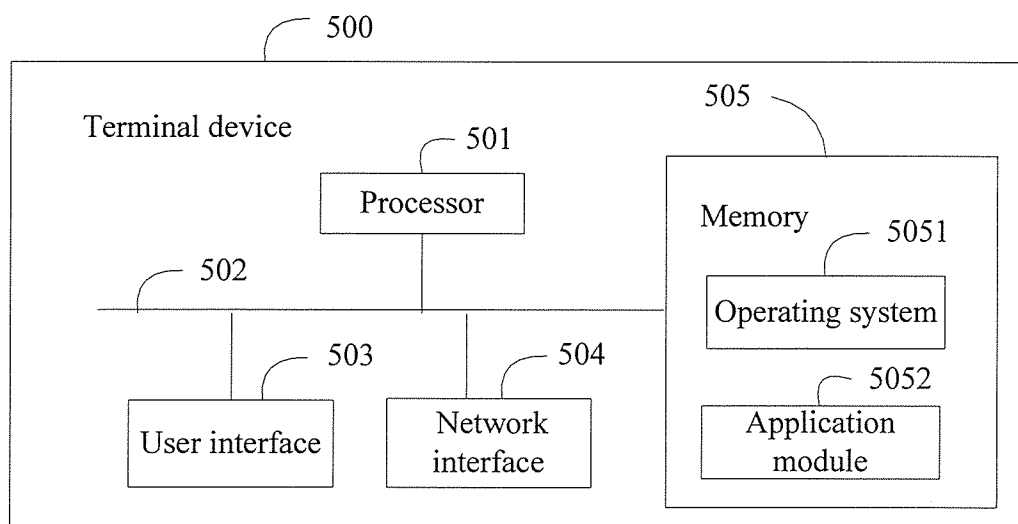 500
Terminal device
505
501
Processor
Memory
5051
Operating system
502
503
504
5052
User interface
Network
interface
Application
module